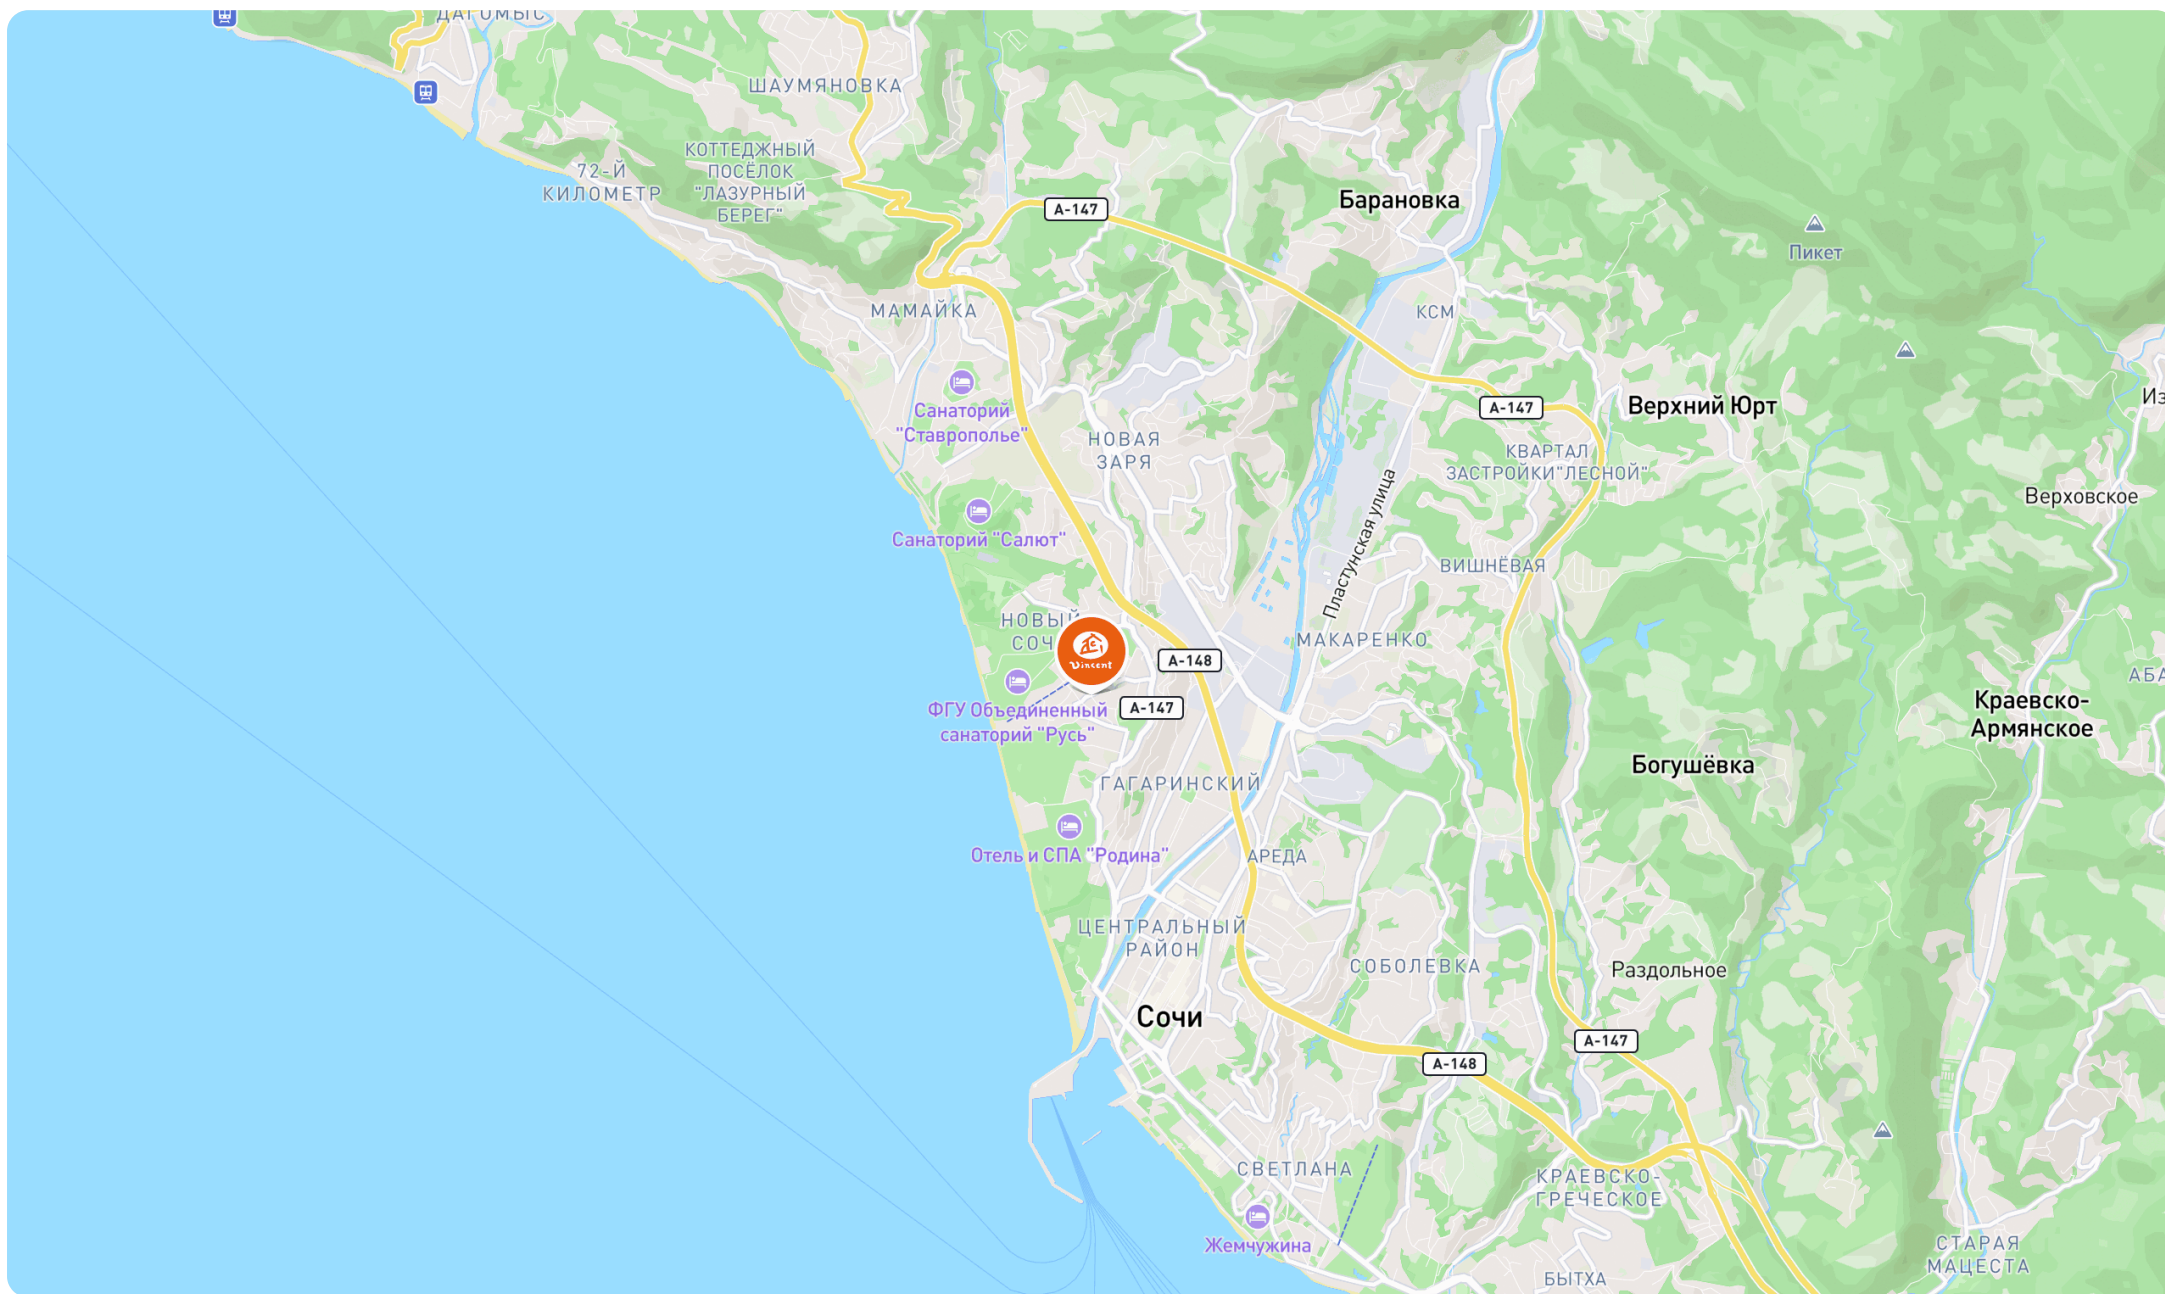 ДАГОМЫС
ШАУМЯНОВКА
КОТТЕДЖНЫЙ
ПОСЁЛОК
"ЛАЗУРНЫЙ
БЕРЕГ"
72-Й
КИЛОМЕТР
А-147
Барановка
Пикет
МАМАЙКА
КСМ
Санаторий
"Ставрополье"
А-147
Верхний Юрт
Из
НОВАЯ
ЗАРЯ
КВАРТАЛ
ЗАСТРОЙКИ"ЛЕСНОЙ"
Верховское
Пластунская улица
Санаторий "Салют"
ВИШНЁВАЯ
НОВЫЙ
СОЧ
Vincent
МАКАРЕНКО
А-148
АБА
А-147
ФГУ Объединенный
санаторий "Русь"
Краевско-
Армянское
Богушёвка
ГАГАРИНСКИЙ
Отель и СПА "Родина"
АРЕДА
ЦЕНТРАЛЬНЫЙ
РАЙОН
СОБОЛЕВКА
Раздольное
Сочи
А-147
А-148
СВЕТЛАНА
КРАЕВСКО-
ГРЕЧЕСКОЕ
Жемчужина
СТАРАЯ
МАЦЕСТА
БЫТХА